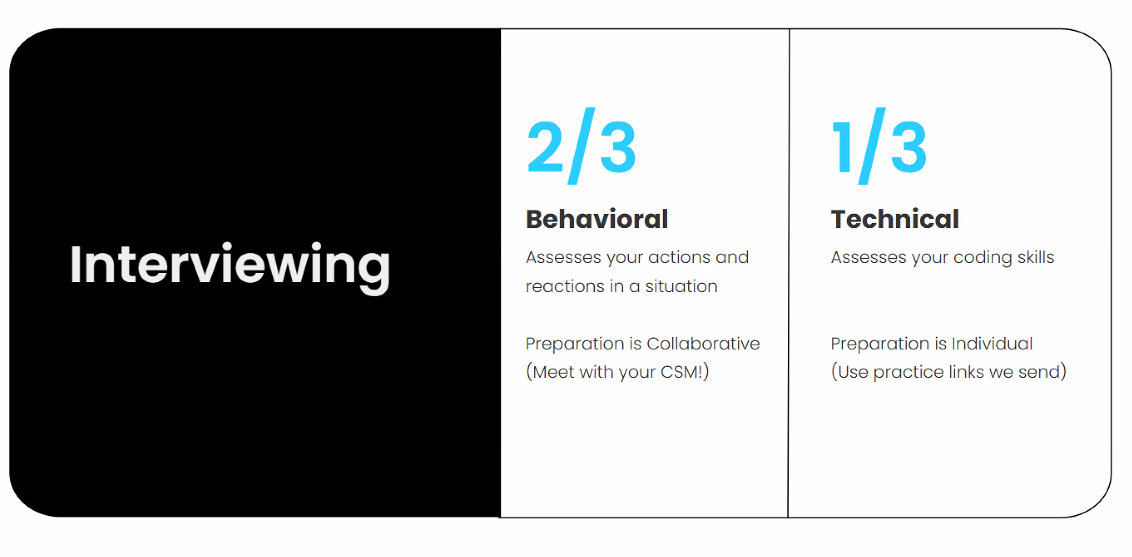 Interviewing
2/3
Behavioral
Assesses your actions and
reactions in a situation
Preparation is Collaborative
(Meet with your CSM!)
1/3
Technical
Assesses your coding skills
Preparation is Individual
(Use practice links we send)